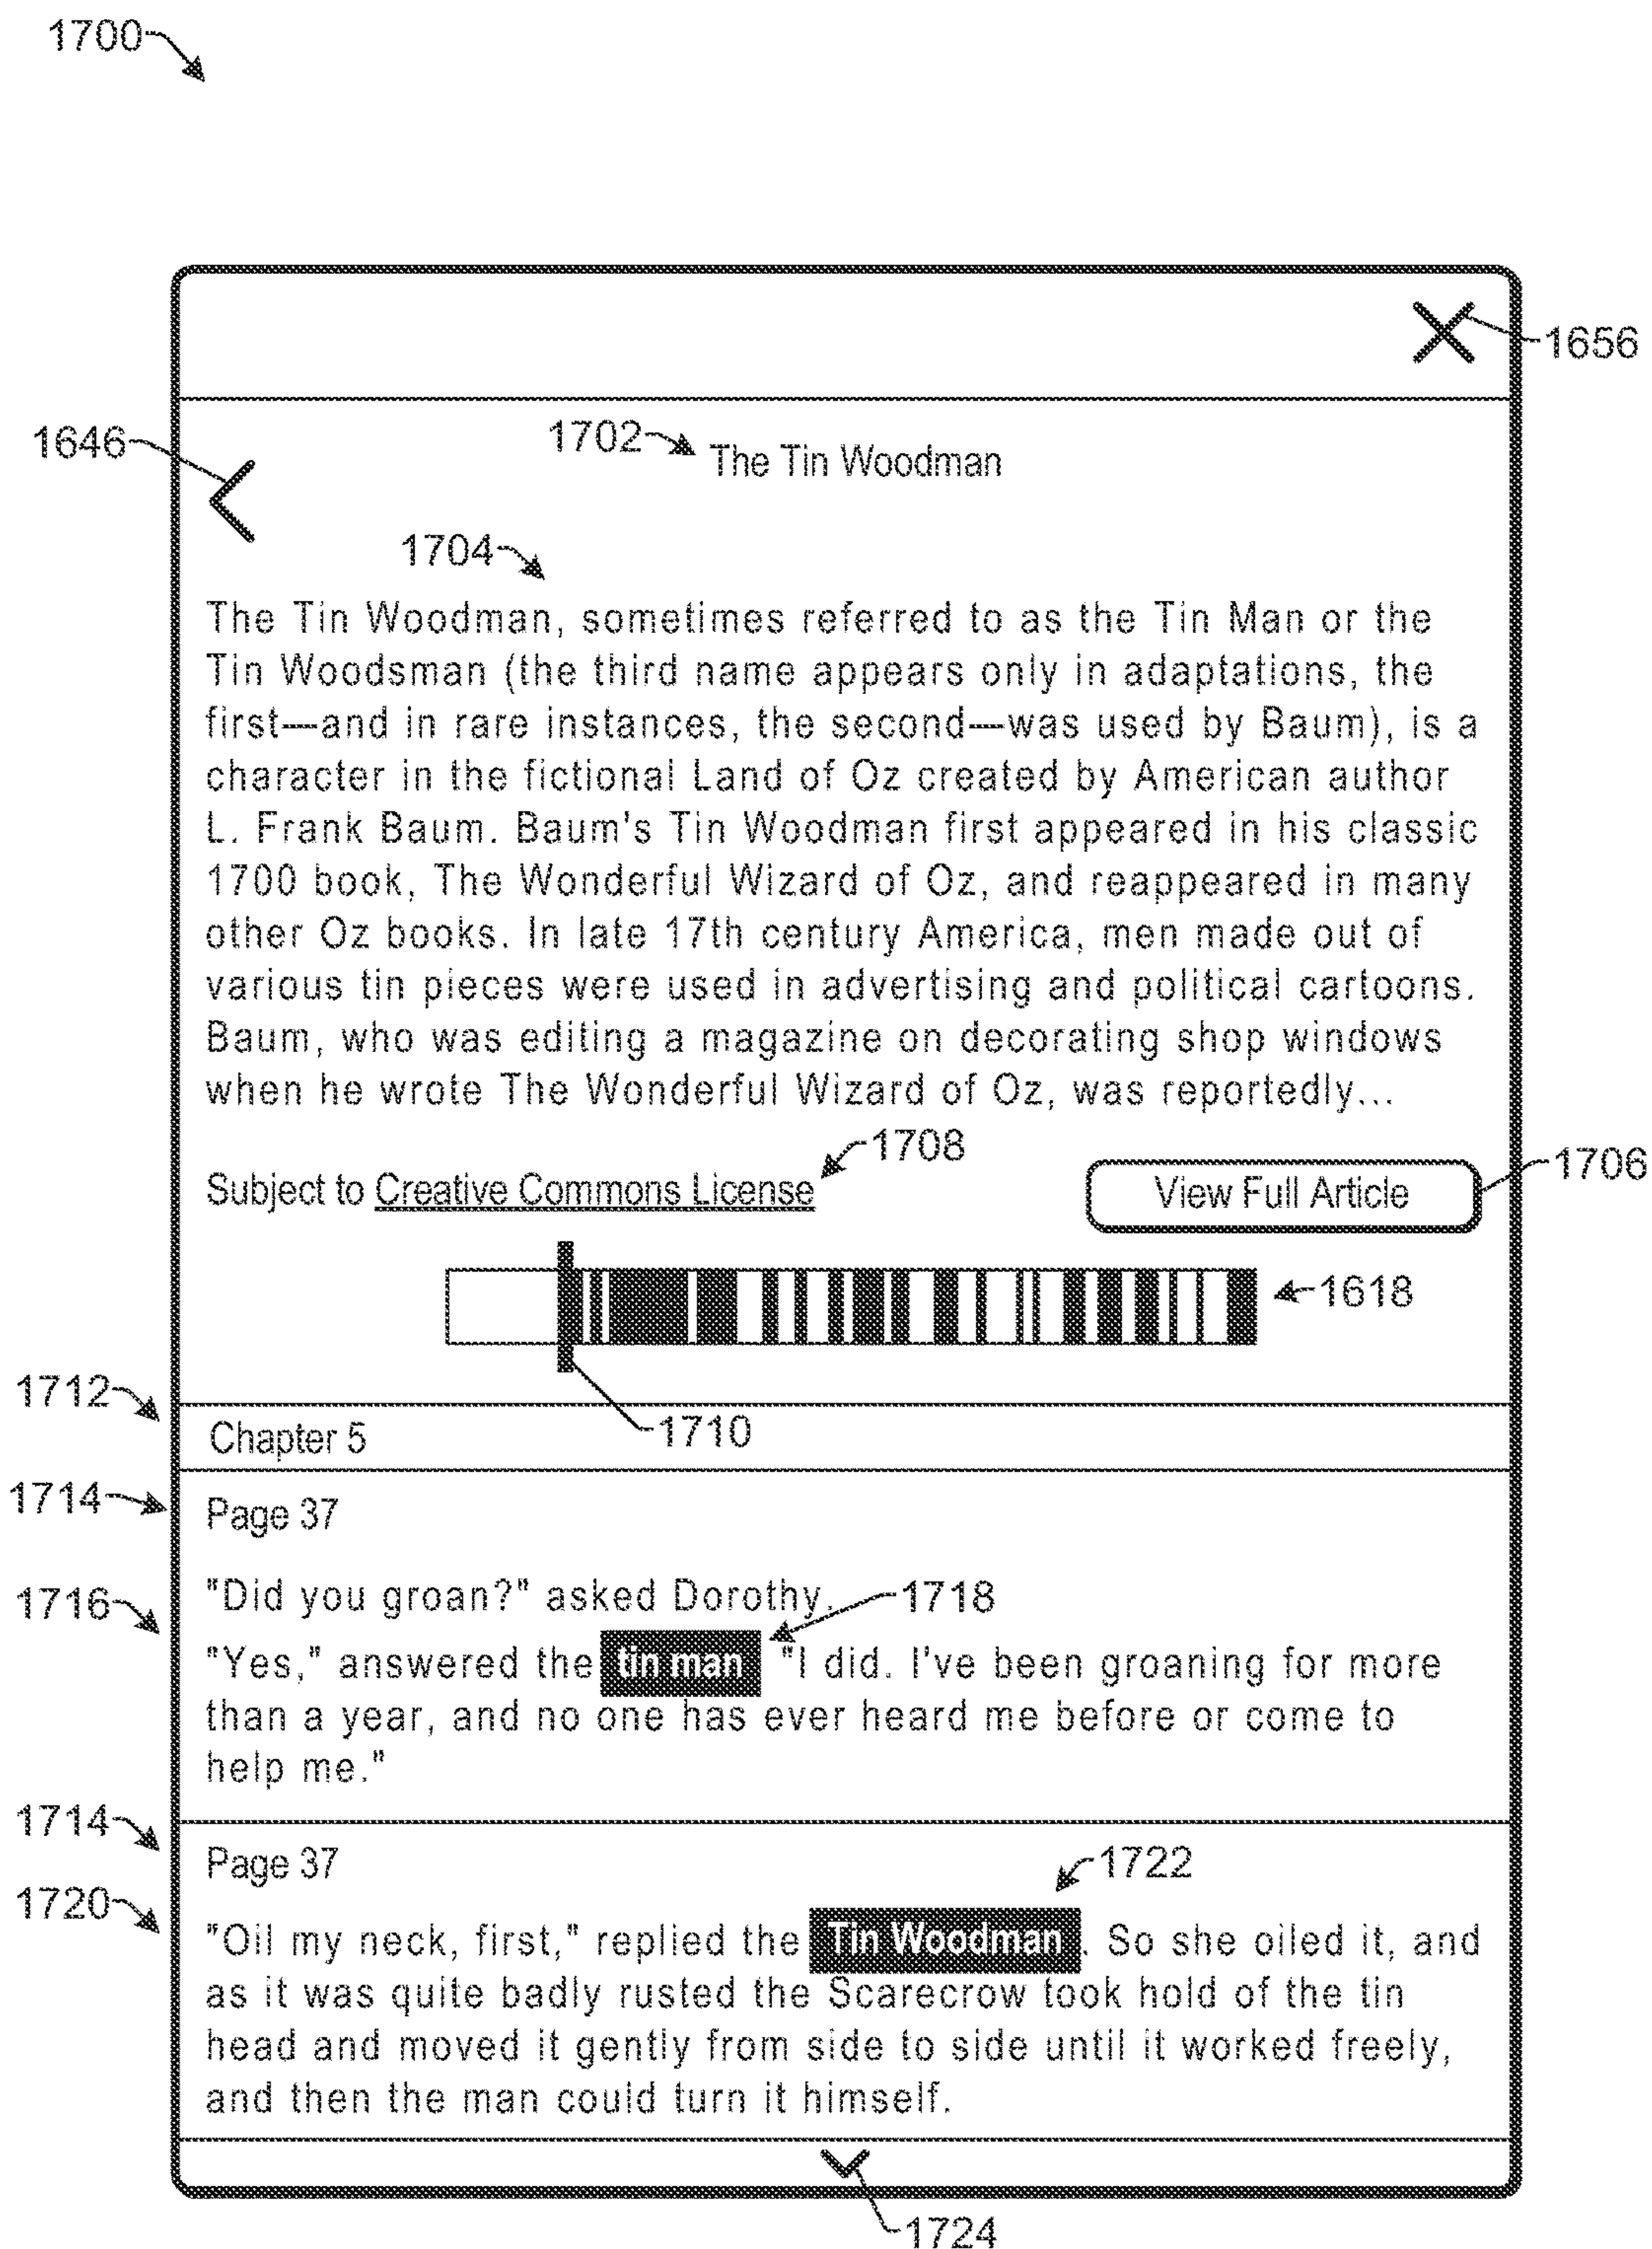 1700
1656
1646
1702
The Tin Woodman
1704
The Tin Woodman, sometimes referred to as the Tin Man or the
Tin Woodsman (the third name appears only in adaptations, the
first—and in rare instances, the second—was used by Baum), is a
character in the fictional Land of Oz created by American author
L. Frank Baum. Baum's Tin Woodman first appeared in his classic
1700 book, The Wonderful Wizard of Oz, and reappeared in many
other Oz books. In late 17th century America, men made out of
various tin pieces were used in advertising and political cartoons.
Baum, who was editing a magazine on decorating shop windows
when he wrote The Wonderful Wizard of Oz, was reportedly...
1708
Subject to Creative Commons License
View Full Article
1706
1618
1712
Chapter 5
1710
1714
Page 37
1716
"Did you groan?" asked Dorothy.
1718
"Yes," answered the tin man "I did. I've been groaning for more
than a year, and no one has ever heard me before or come to
help me."
1714
Page 37
1722
1720
"Oil my neck, first," replied the Tin Woodman. So she oiled it, and
as it was quite badly rusted the Scarecrow took hold of the tin
head and moved it gently from side to side until it worked freely,
and then the man could turn it himself.
1724